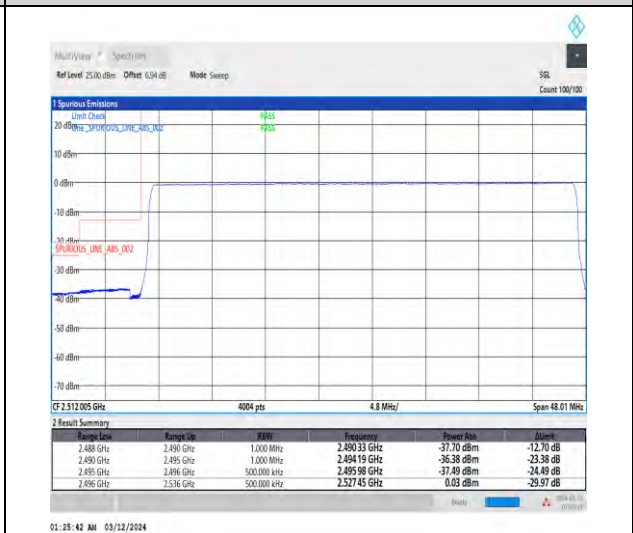 MultiView Spectrum
Ref Level 25.00 dBm Offset 6.94 dB Mode Sweep SGL
Count 100/100
1 Spurious Emissions
Limit Check PASS
20 dBm
Line _SPURIOUS_LINE_ABS_002 PASS
10 dBm
0 dBm
-10 dBm
-20 dBm
_SPURIOUS_LINE_ABS_002
-30 dBm
-40 dBm
-50 dBm
-60 dBm
-70 dBm
CF 2.512 005 GHz 4004 pts 4.8 MHz/ Span 48.01 MHz
2 Result Summary
Range Low Range Up RBW Frequency Power Abs ΔLimit
2.488 GHz 2.490 GHz 1.000 MHz 2.490 33 GHz -37.70 dBm -12.70 dB
2.490 GHz 2.495 GHz 1.000 MHz 2.494 19 GHz -36.38 dBm -23.38 dB
2.495 GHz 2.496 GHz 500.000 kHz 2.495 98 GHz -37.49 dBm -24.49 dB
2.496 GHz 2.536 GHz 500.000 kHz 2.527 45 GHz 0.03 dBm -29.97 dB
Ready
01:25:42 AM 03/12/2024